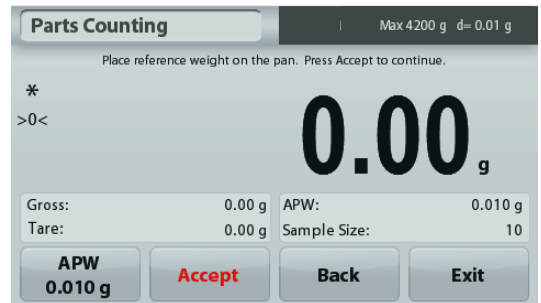 Parts Counting
Max 4200 g d= 0.01 g
Place reference weight on the pan. Press Accept to continue.
*
>0<
0.00 g
Gross: 0.00 g APW: 0.010 g
Tare: 0.00 g Sample Size: 10
APW Accept Back Exit
0.010 g